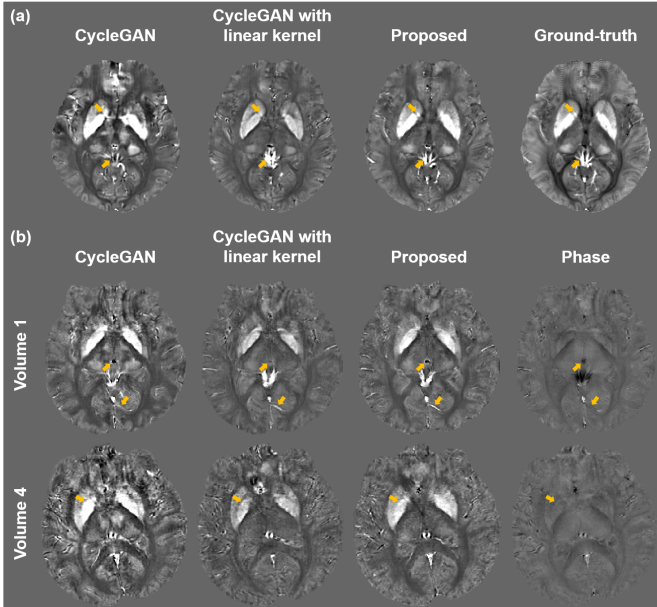 (a)
CycleGAN
CycleGAN with
linear kernel
Proposed
Ground-truth
(b)
CycleGAN
CycleGAN with
linear kernel
Proposed
Phase
Volume 1
Volume 4